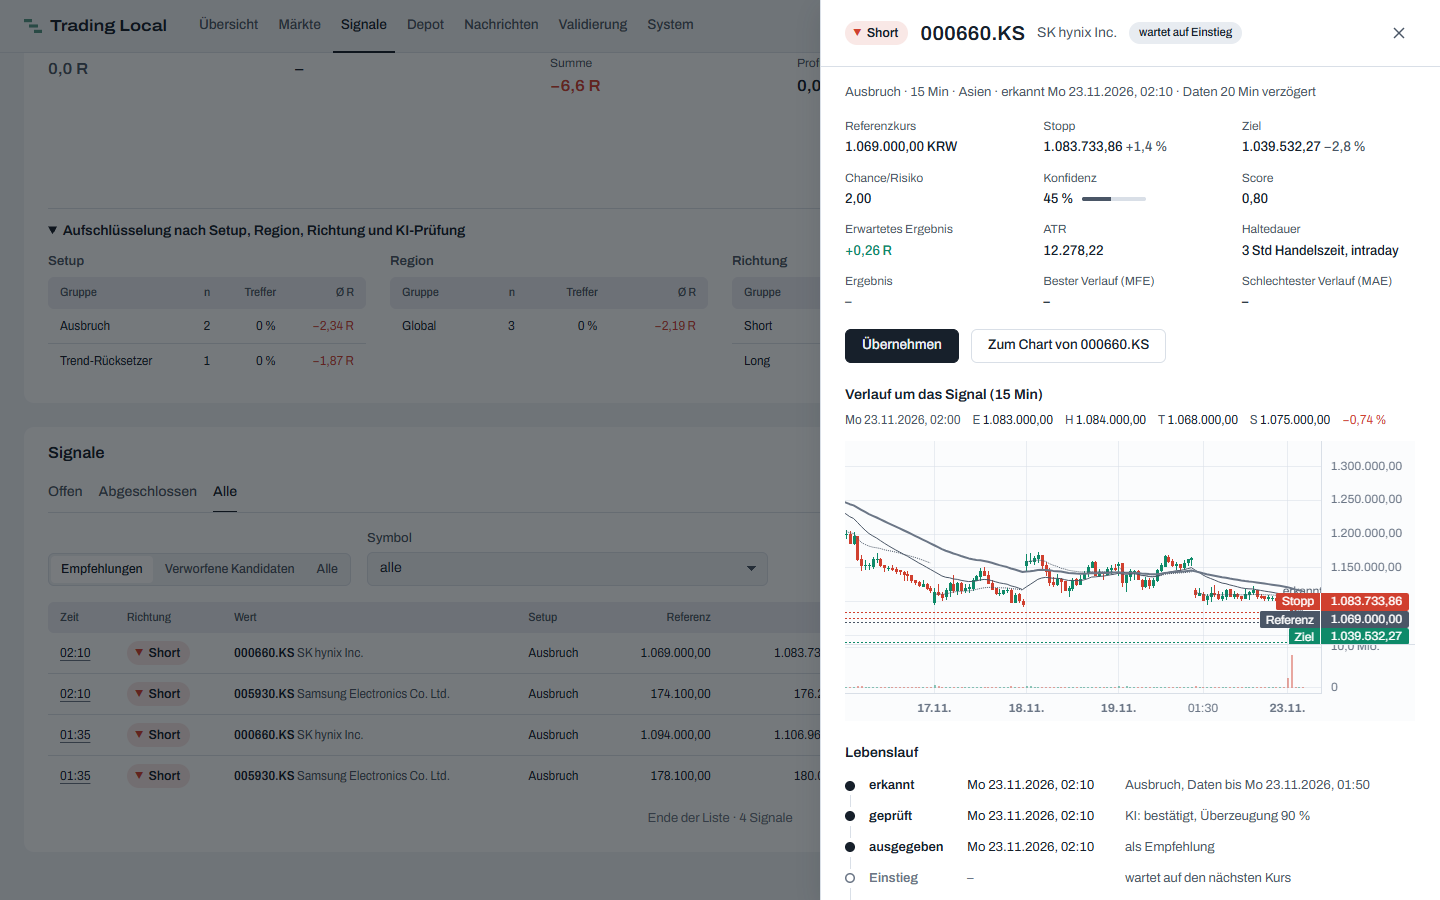 Trading Local
Übersicht Märkte Signale Depot Nachrichten Validierung System
0,0 R
–
Summe
−6,6 R
Prof
0,0
▼ Aufschlüsselung nach Setup, Region, Richtung und KI-Prüfung
Setup
Gruppe n Treffer Ø R
Ausbruch 2 0 % −2,34 R
Trend-Rücksetzer 1 0 % −1,87 R
Region
Gruppe n Treffer Ø R
Global 3 0 % −2,19 R
Richtung
Gruppe
Short
Long
Signale
Offen Abgeschlossen Alle
Symbol
Empfehlungen Verworfene Kandidaten Alle
alle
Zeit Richtung Wert Setup Referenz
02:10 ▼ Short 000660.KS SK hynix Inc. Ausbruch 1.069.000,00 1.083.73
02:10 ▼ Short 005930.KS Samsung Electronics Co. Ltd. Ausbruch 174.100,00 176.2
01:35 ▼ Short 000660.KS SK hynix Inc. Ausbruch 1.094.000,00 1.106.96
01:35 ▼ Short 005930.KS Samsung Electronics Co. Ltd. Ausbruch 178.100,00 180.0
Ende der Liste · 4 Signale
▼ Short 000660.KS SK hynix Inc. wartet auf Einstieg
Ausbruch · 15 Min · Asien · erkannt Mo 23.11.2026, 02:10 · Daten 20 Min verzögert
Referenzkurs Stopp Ziel
1.069.000,00 KRW 1.083.733,86 +1,4 % 1.039.532,27 −2,8 %
Chance/Risiko Konfidenz Score
2,00 45 % 0,80
Erwartetes Ergebnis ATR Haltedauer
+0,26 R 12.278,22 3 Std Handelszeit, intraday
Ergebnis Bester Verlauf (MFE) Schlechtester Verlauf (MAE)
– – –
Übernehmen Zum Chart von 000660.KS
Verlauf um das Signal (15 Min)
Mo 23.11.2026, 02:00 E 1.083.000,00 H 1.084.000,00 T 1.068.000,00 S 1.075.000,00 −0,74 %
1.300.000,00
1.250.000,00
1.200.000,00
1.150.000,00
erkannt
Stopp 1.083.733,86
Referenz 1.069.000,00
Ziel 1.039.532,27
10,0 Mio.
0
17.11. 18.11. 19.11. 01:30 23.11.
Lebenslauf
erkannt Mo 23.11.2026, 02:10 Ausbruch, Daten bis Mo 23.11.2026, 01:50
geprüft Mo 23.11.2026, 02:10 KI: bestätigt, Überzeugung 90 %
ausgegeben Mo 23.11.2026, 02:10 als Empfehlung
Einstieg – wartet auf den nächsten Kurs